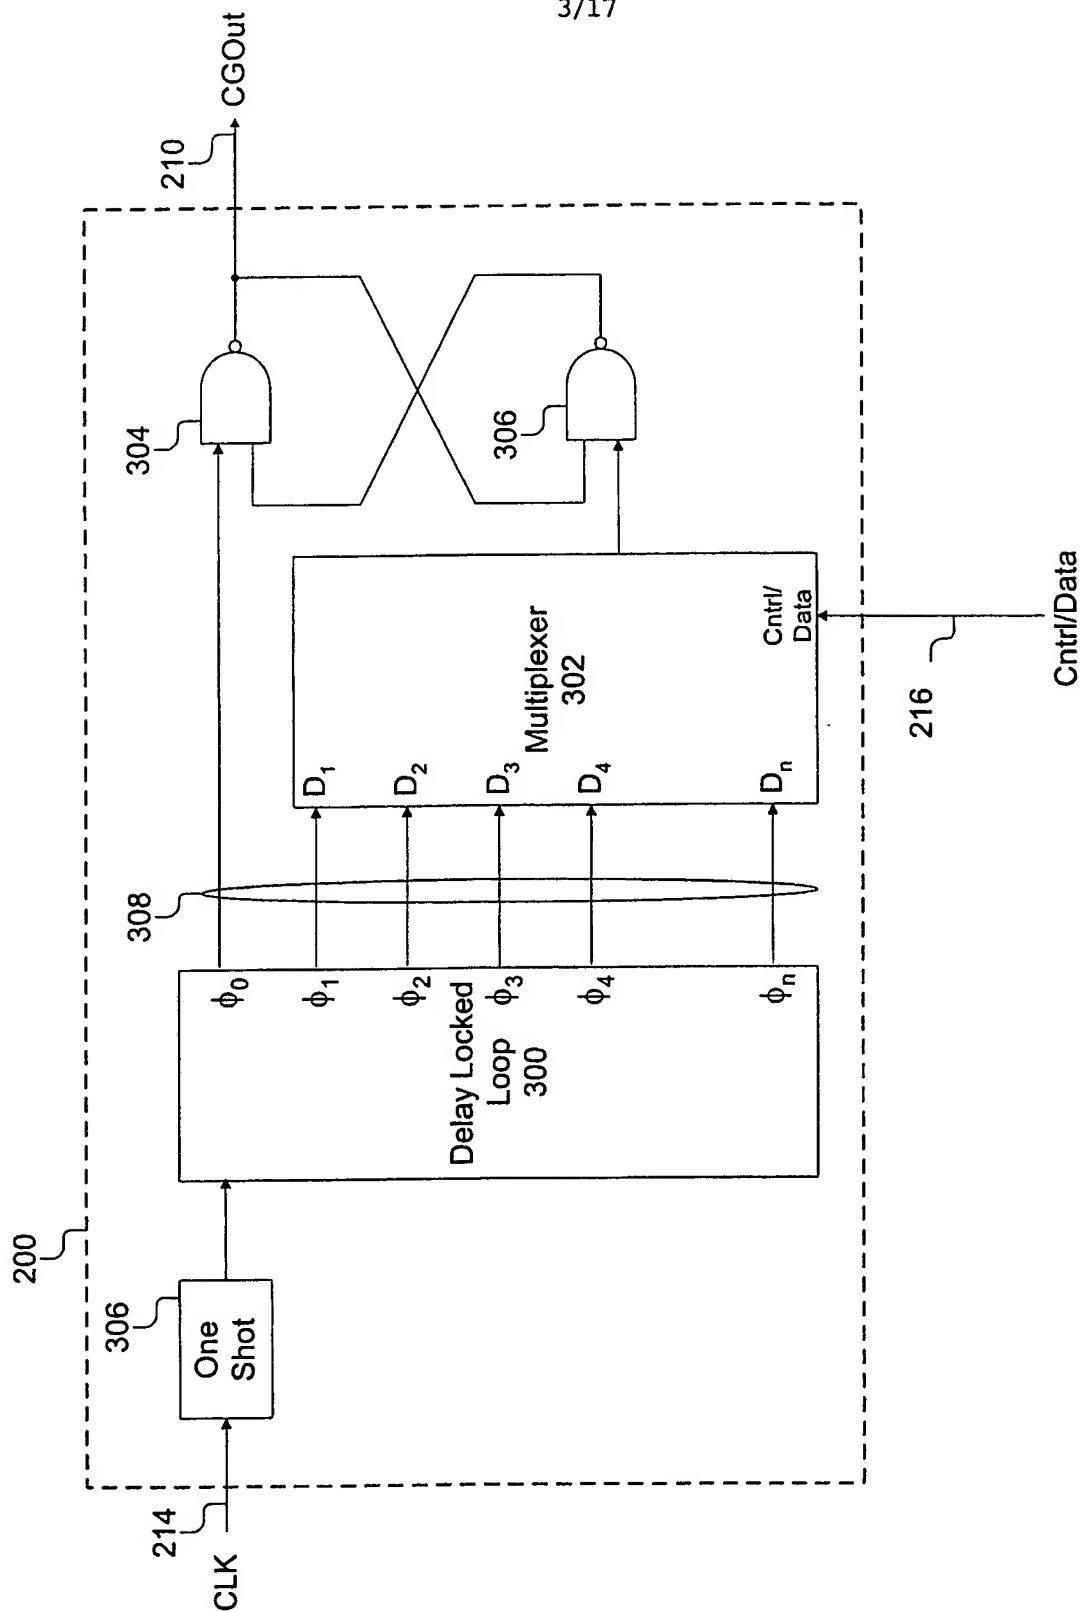 3/17
200
CLK
214
One
Shot
306
Delay Locked
Loop
300
ϕ0
ϕ1
ϕ2
ϕ3
ϕ4
ϕn
308
D1
D2
D3
D4
Dn
Multiplexer
302
Cntrl/
Data
216
Cntrl/Data
304
306
210
CGOut